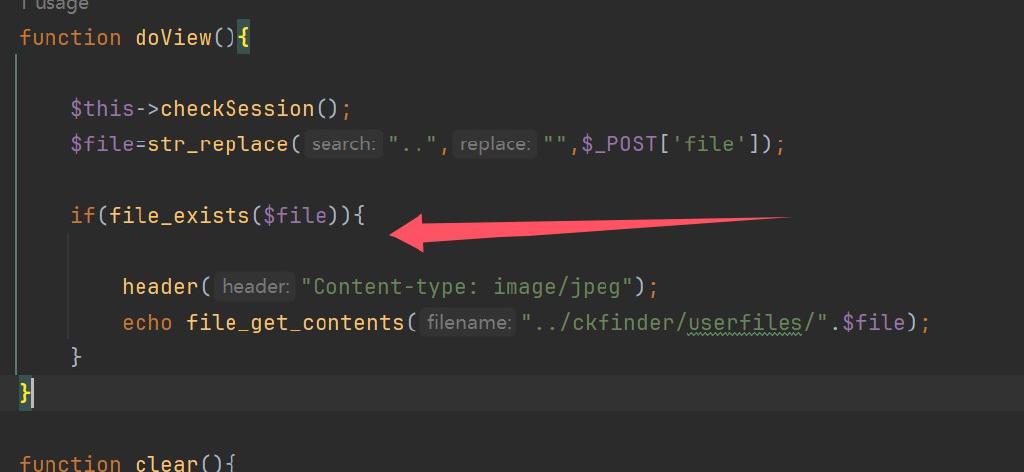 1 usage
function doView(){
$this->checkSession();
$file=str_replace( search: "..", replace: "",$_POST['file']);
if(file_exists($file)){
header( header: "Content-type: image/jpeg");
echo file_get_contents( filename: "../ckfinder/userfiles/".$file);
}
}
function clear(){